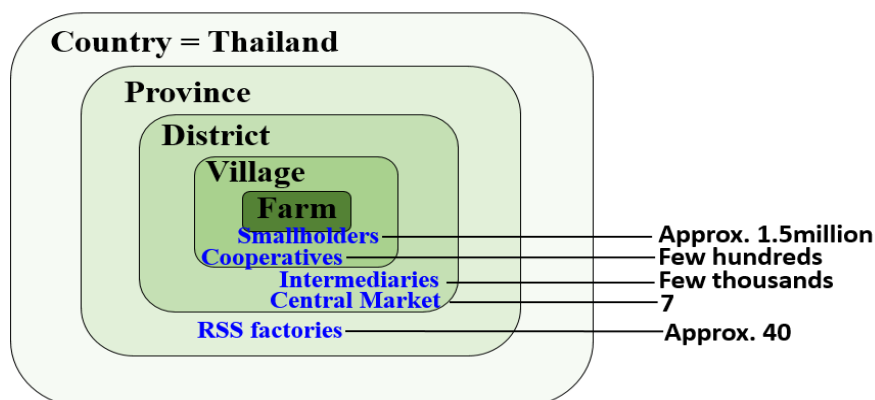 Country = Thailand
Province
District
Village
Farm
Smallholders Approx. 1.5million
Cooperatives Few hundreds
Intermediaries Few thousands
Central Market 7
RSS factories Approx. 40